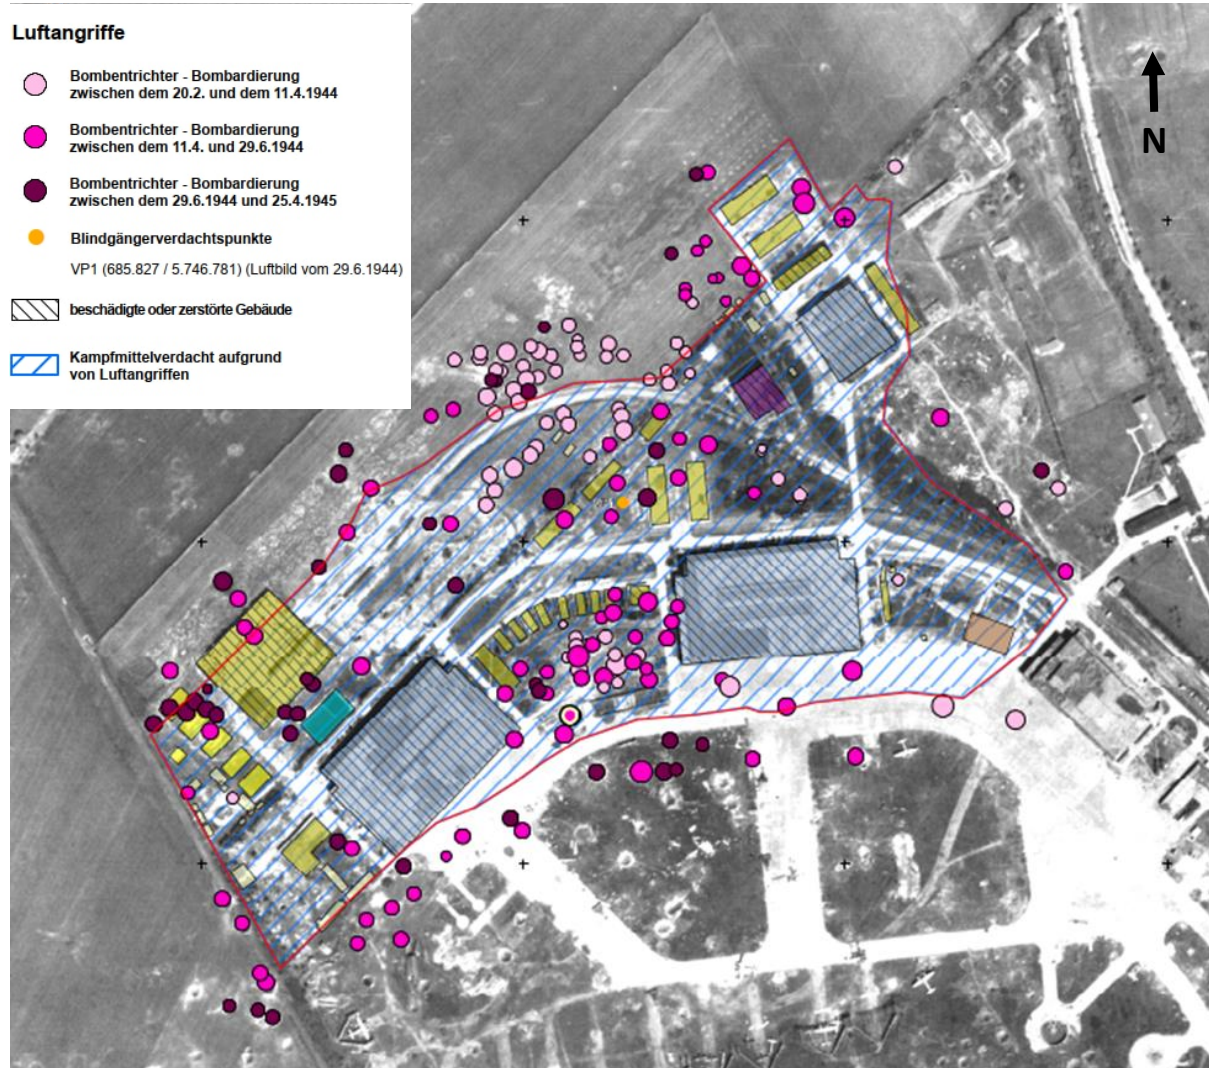 Luftangriffe
Bombentrichter - Bombardierung
zwischen dem 20.2. und dem 11.4.1944
Bombentrichter - Bombardierung
zwischen dem 11.4. und 29.6.1944
Bombentrichter - Bombardierung
zwischen dem 29.6.1944 und 25.4.1945
Blindgängerverdachtspunkte
VP1 (685.827 / 5.746.781) (Luftbild vom 29.6.1944)
beschädigte oder zerstörte Gebäude
Kampfmittelverdacht aufgrund
von Luftangriffen
N